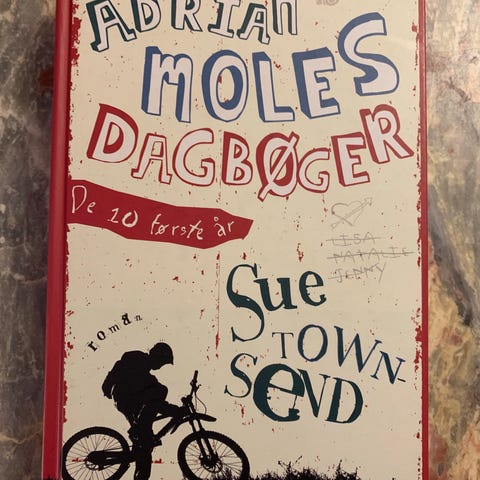 ADRIAN
MOLES
DAGBØGER
De 10 første år
LISA
NATALIE
JENNY
Sue
TOWN-
SEND
roman